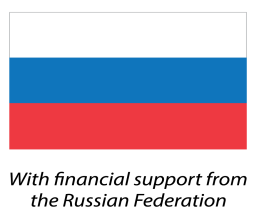 With financial support from
the Russian Federation